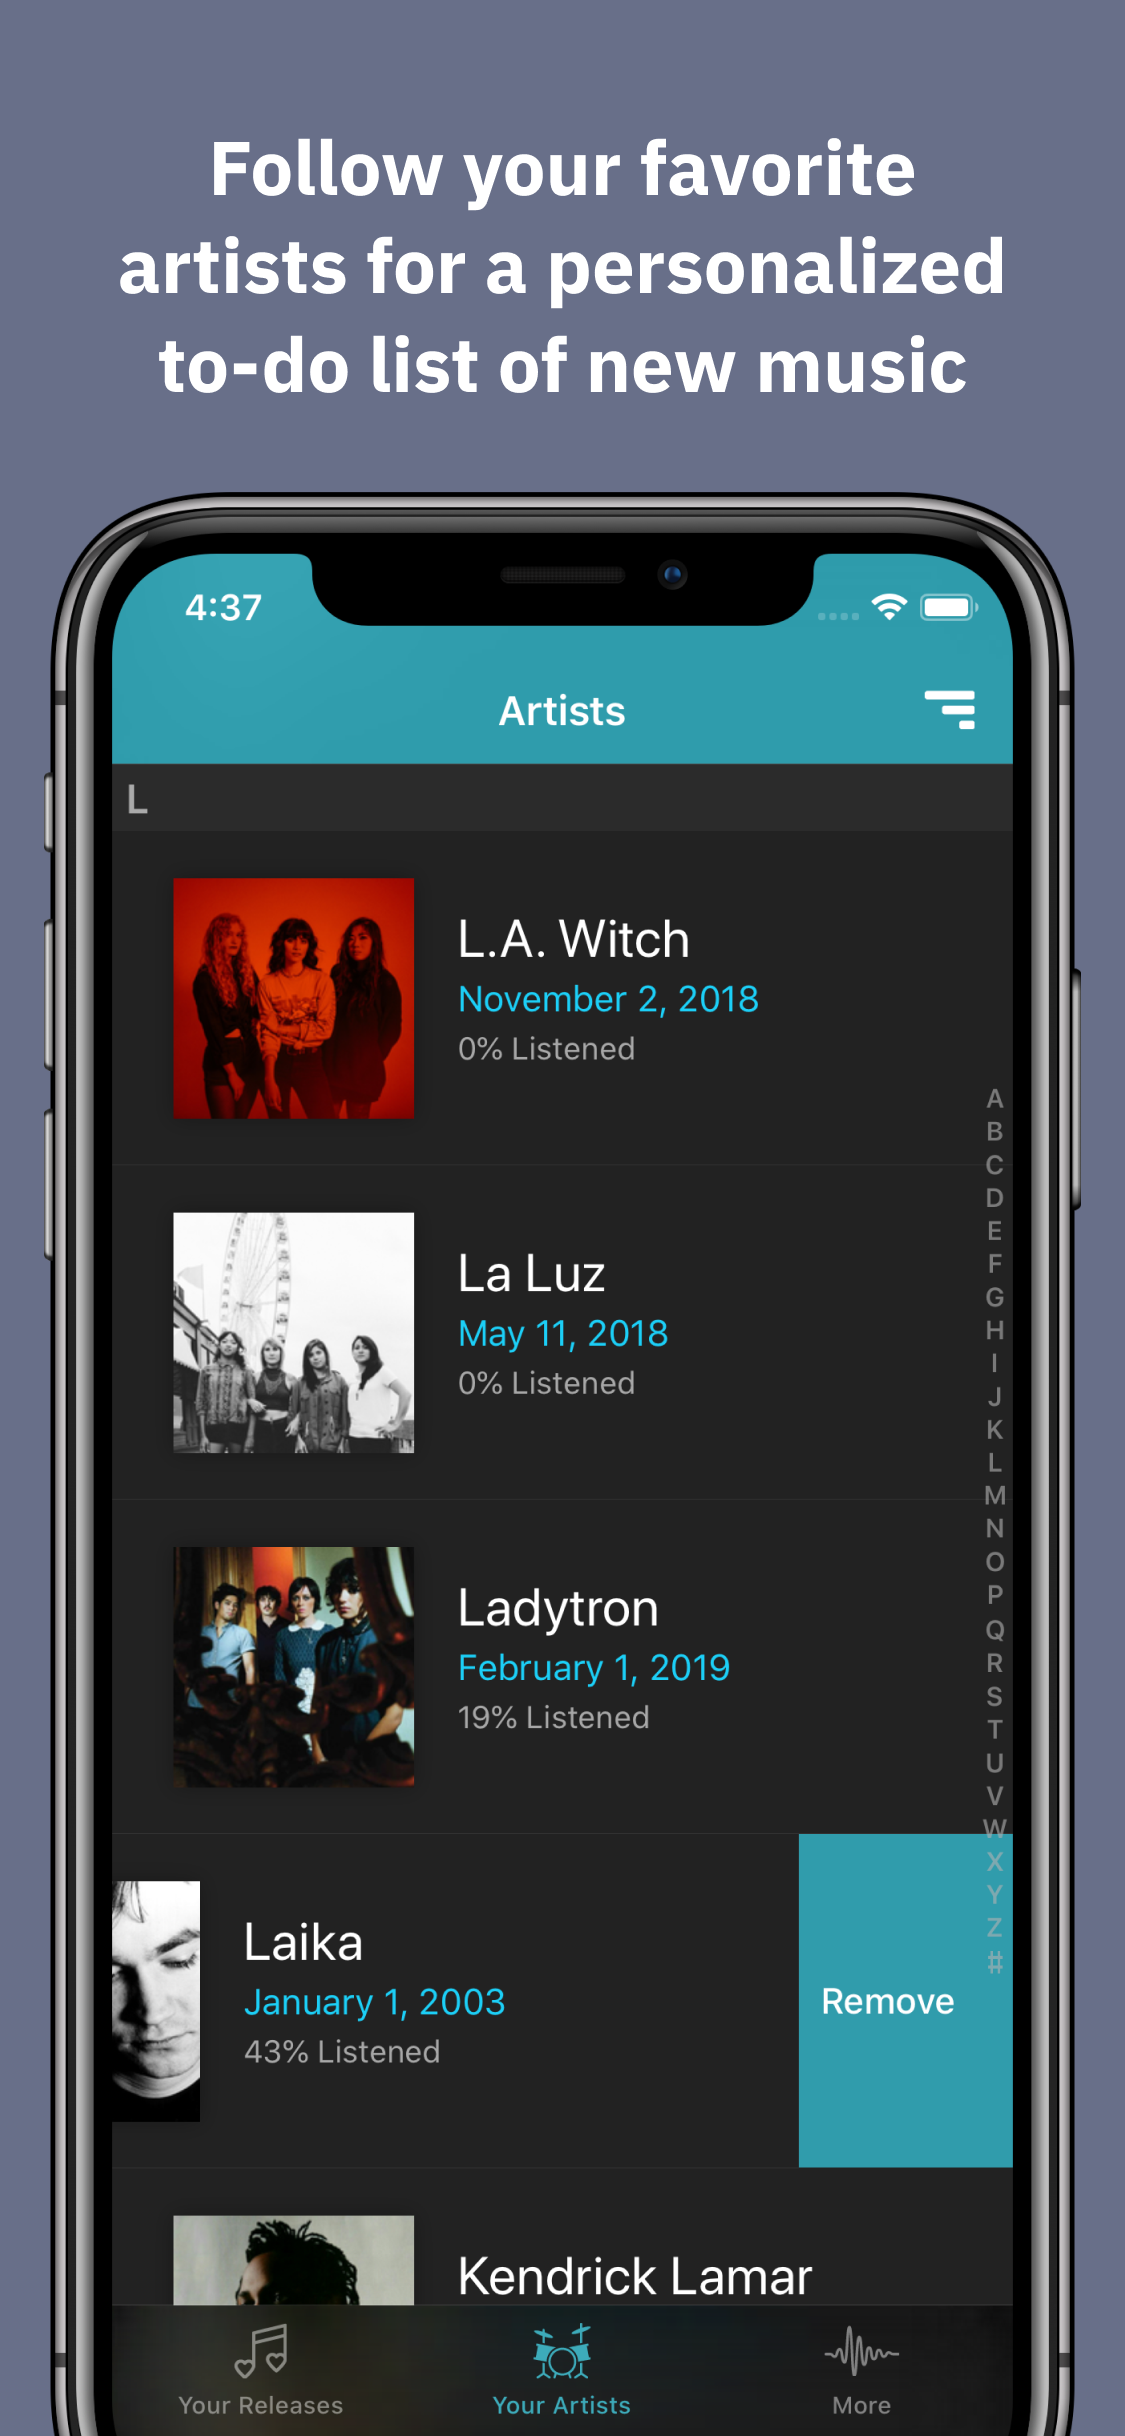 Follow your favorite
artists for a personalized
to-do list of new music
4:37
Artists
L
L.A. Witch
November 2, 2018
0% Listened
La Luz
May 11, 2018
0% Listened
Ladytron
February 1, 2019
19% Listened
Laika
January 1, 2003
43% Listened
Remove
Kendrick Lamar
A
B
C
D
E
F
G
H
I
J
K
L
M
N
O
P
Q
R
S
T
U
V
W
X
Y
Z
#
Your Releases
Your Artists
More